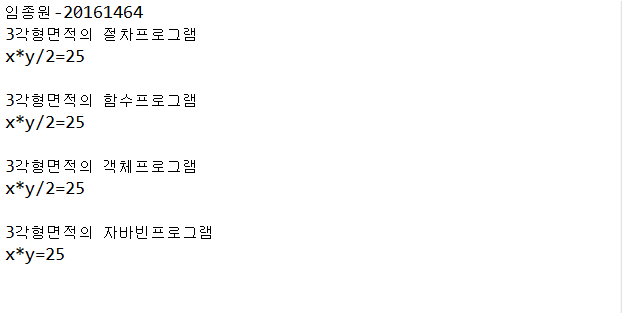 임종원-20161464
3각형면적의 절차프로그램
x*y/2=25
3각형면적의 함수프로그램
x*y/2=25
3각형면적의 객체프로그램
x*y/2=25
3각형면적의 자바빈프로그램
x*y=25